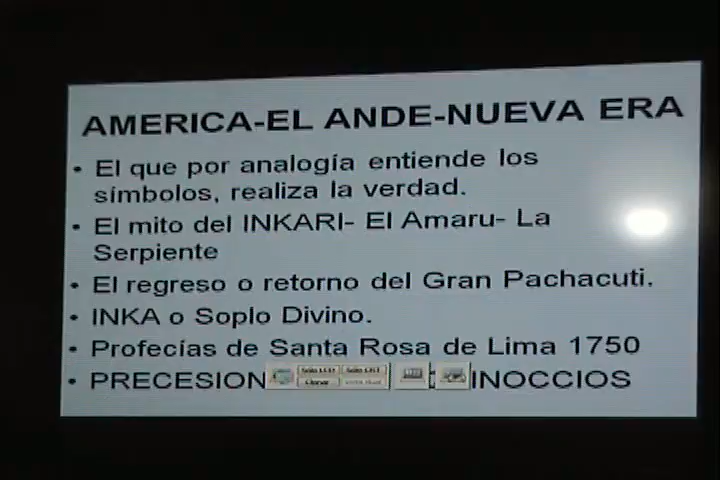 AMERICA-EL ANDE-NUEVA ERA
• El que por analogía entiende los
símbolos, realiza la verdad.
• El mito del INKARI- El Amaru- La
Serpiente
• El regreso o retorno del Gran Pachacuti.
• INKA o Soplo Divino.
• Profecías de Santa Rosa de Lima 1750
• PRECESION INOCCIOS